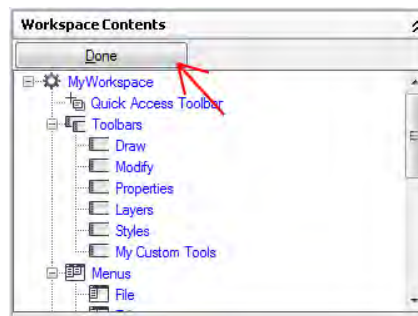 Workspace Contents
Done
MyWorkspace
Quick Access Toolbar
Toolbars
Draw
Modify
Properties
Layers
Styles
My Custom Tools
Menus
File